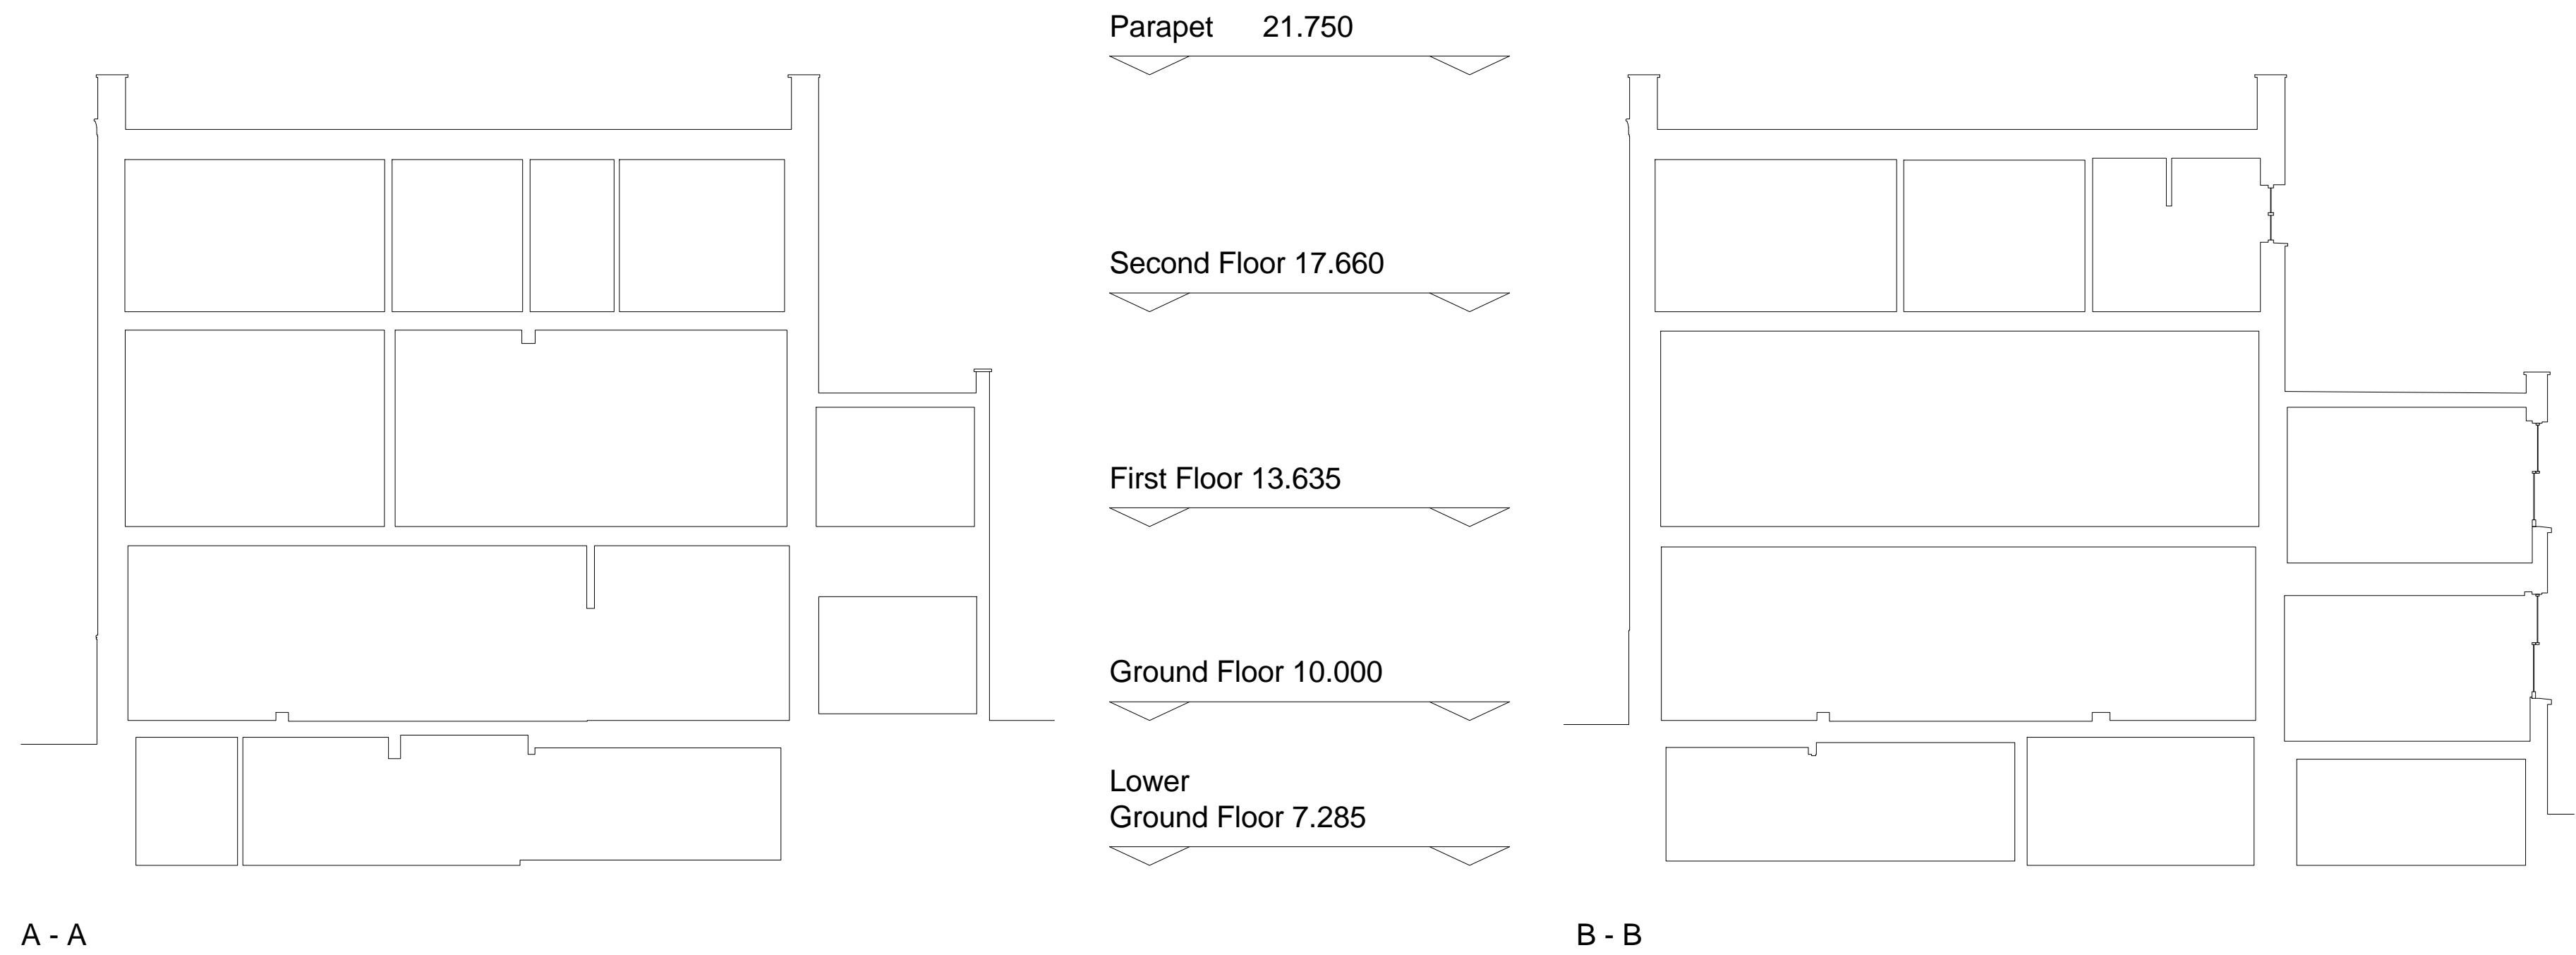 Parapet 21.750
Second Floor 17.660
First Floor 13.635
Ground Floor 10.000
Lower
Ground Floor 7.285
A - A
B - B